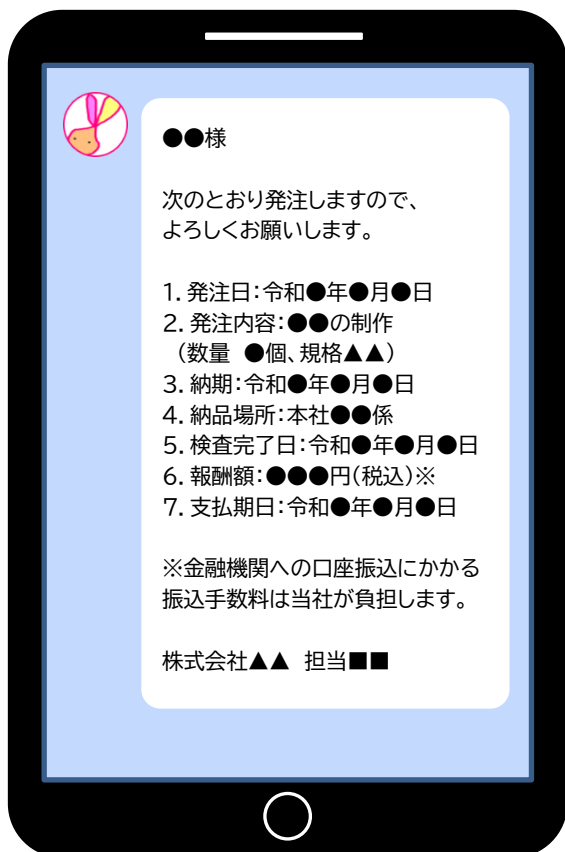 ●●様
次のとおり発注しますので、
よろしくお願いします。
1. 発注日:令和●年●月●日
2. 発注内容:●●の制作
(数量 ●個、規格▲▲)
3. 納期:令和●年●月●日
4. 納品場所:本社●●係
5. 検査完了日:令和●年●月●日
6. 報酬額:●●●円(税込)※
7. 支払期日:令和●年●月●日
※金融機関への口座振込にかかる
振込手数料は当社が負担します。
株式会社▲▲ 担当■■